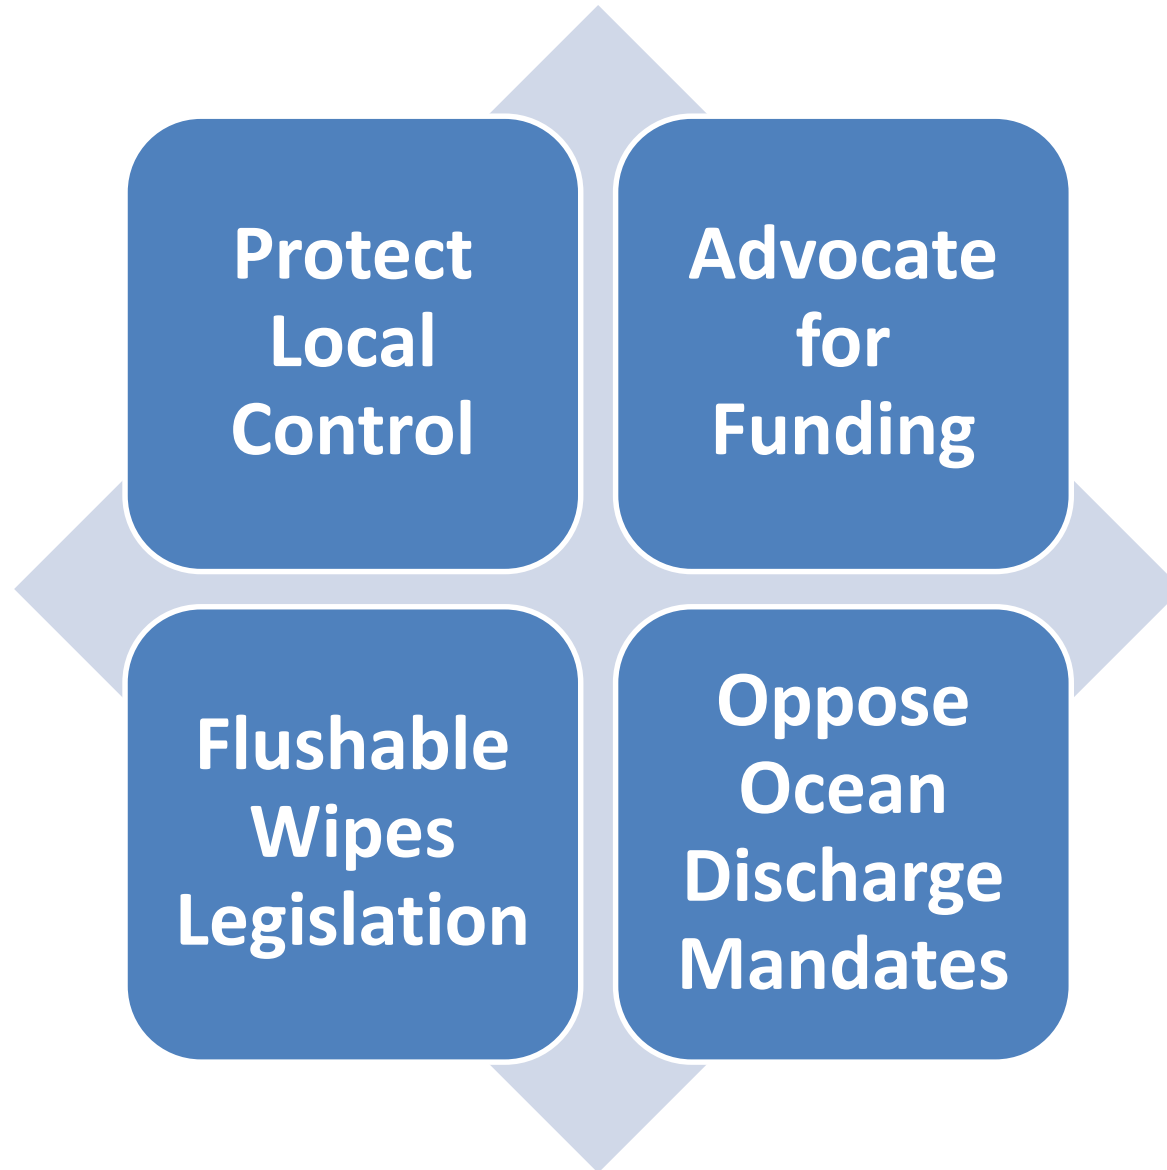 Protect
Local
Control
Advocate
for
Funding
Flushable
Wipes
Legislation
Oppose
Ocean
Discharge
Mandates